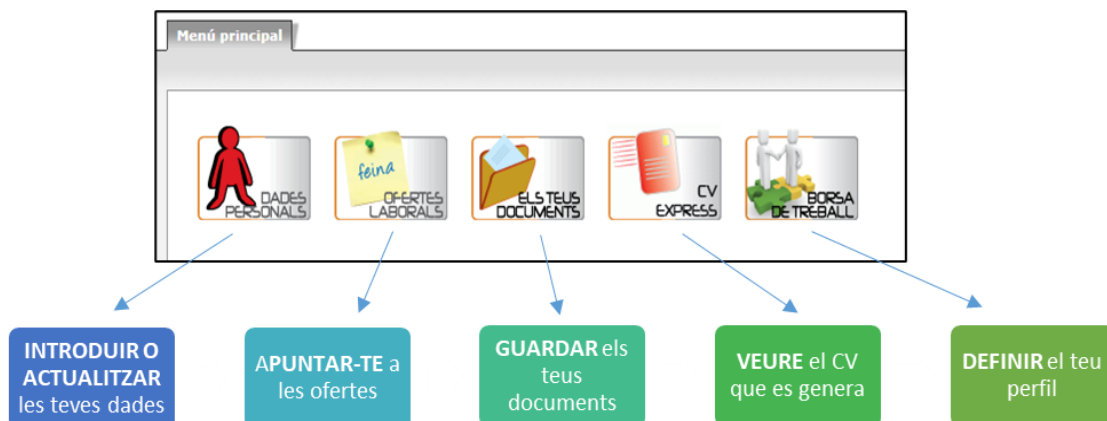 Menú principal
feina
DADES
PERSONALS
OFERTES
LABORALS
ELS TEUS
DOCUMENTS
CV
EXPRESS
BORSA
DE TREBALL
INTRODUIR O
ACTUALITZAR
les teves dades
APUNTAR-TE a
les ofertes
GUARDAR els
teus
documents
VEURE el CV
que es genera
DEFINIR el teu
perfil